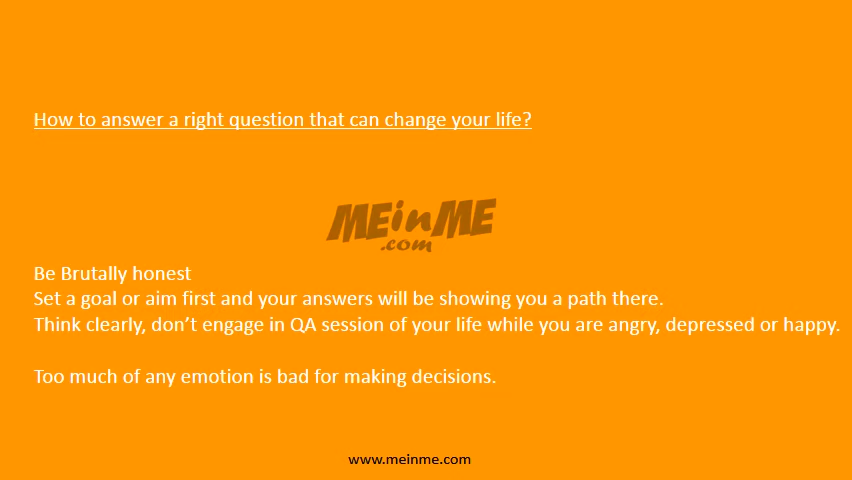 How to answer a right question that can change your life?
MEinME
.com
Be Brutally honest
Set a goal or aim first and your answers will be showing you a path there.
Think clearly, don’t engage in QA session of your life while you are angry, depressed or happy.
Too much of any emotion is bad for making decisions.
www.meinme.com